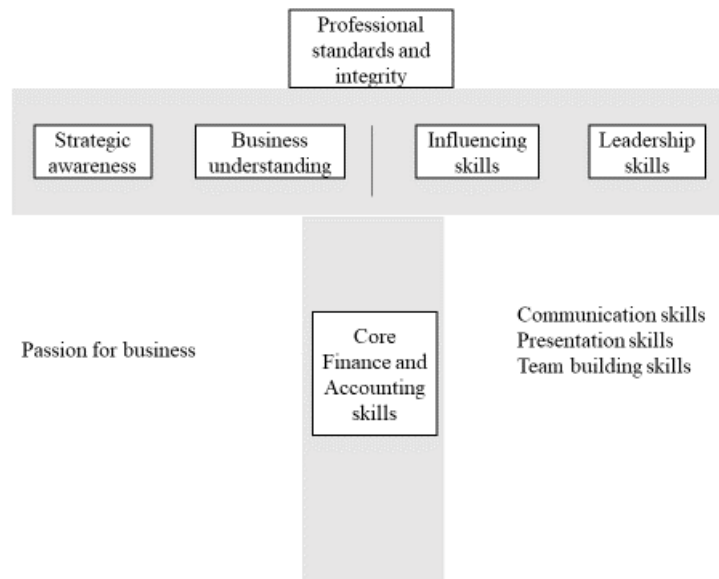 Professional
standards and
integrity
Strategic
awareness
Business
understanding
Influencing
skills
Leadership
skills
Passion for business
Core
Finance and
Accounting
skills
Communication skills
Presentation skills
Team building skills